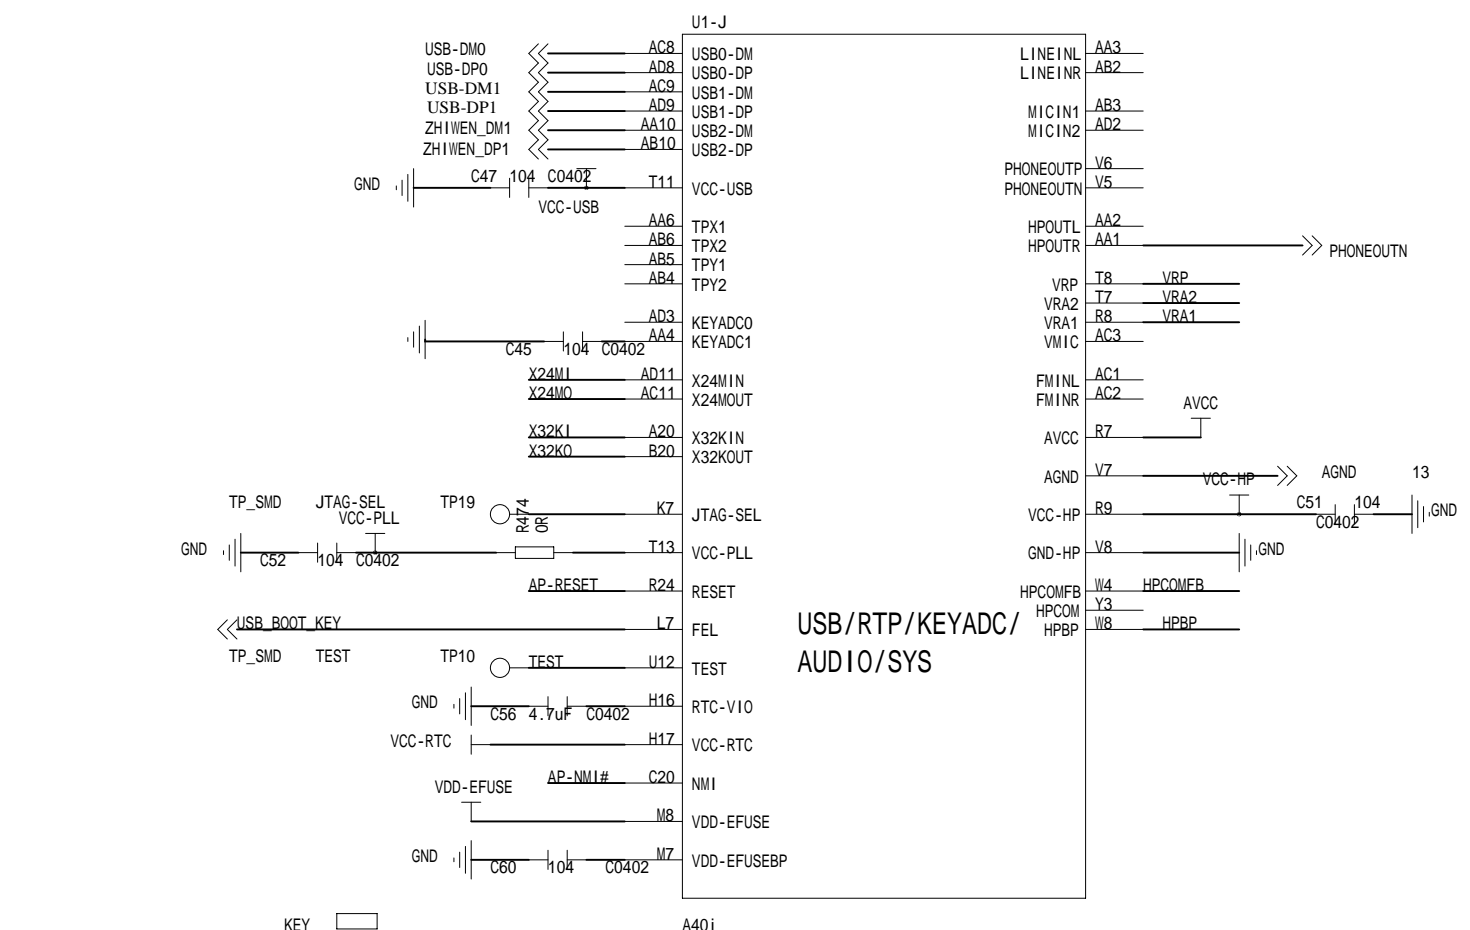 U1-J
USB-DM0 AC8 USB0-DM LINEINL AA3
USB-DP0 AD8 USB0-DP LINEINR AB2
USB-DM1 AC9 USB1-DM
USB-DP1 AD9 USB1-DP MICIN1 AB3
ZHIWEN_DM1 AA10 USB2-DM MICIN2 AD2
ZHIWEN_DP1 AB10 USB2-DP
PHONEOUTP V6
GND C47 104 C0402 T11 VCC-USB PHONEOUTN V5
VCC-USB
AA6 TPX1 HPOUTL AA2
AB6 TPX2 HPOUTR AA1 PHONEOUTN
AB5 TPY1
AB4 TPY2 VRP T8 VRP
VRA2 T7 VRA2
AD3 KEYADC0 VRA1 R8 VRA1
C45 104 C0402 AA4 KEYADC1 VMIC AC3
X24MI AD11 X24MIN FMINL AC1
X24MO AC11 X24MOUT FMINR AC2
AVCC
X32KI A20 X32KIN AVCC R7
X32KO B20 X32KOUT
AGND V7 AGND 13
VCC-HP
TP_SMD JTAG-SEL TP19 K7 JTAG-SEL VCC-HP R9 C51 104 C0402 GND
VCC-PLL R474 0R
GND C52 104 C0402 T13 VCC-PLL GND-HP V8 GND
AP-RESET R24 RESET HPCOMFB W4 HPCOMFB
HPCOM Y3
USB_BOOT_KEY L7 FEL HPBP W8 HPBP
USB/RTP/KEYADC/
AUDIO/SYS
TP_SMD TEST TP10 TEST U12 TEST
GND C56 4.7uF C0402 H16 RTC-VIO
VCC-RTC H17 VCC-RTC
AP-NMI# C20 NMI
VDD-EFUSE
M8 VDD-EFUSE
GND C60 104 C0402 M7 VDD-EFUSEBP
KEY A40i